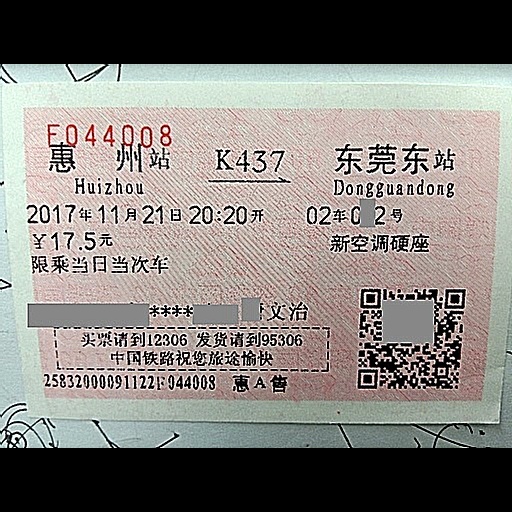 F044008
惠 州站 K437 东莞东站
Huizhou Dongguandong
2017年11月21日20:20开 02车0 2号
￥17.5元 新空调硬座
限乘当日当次车
**** 文治
买票请到12306 发货请到95306
中国铁路祝您旅途愉快
25832000091122F044008 惠A售